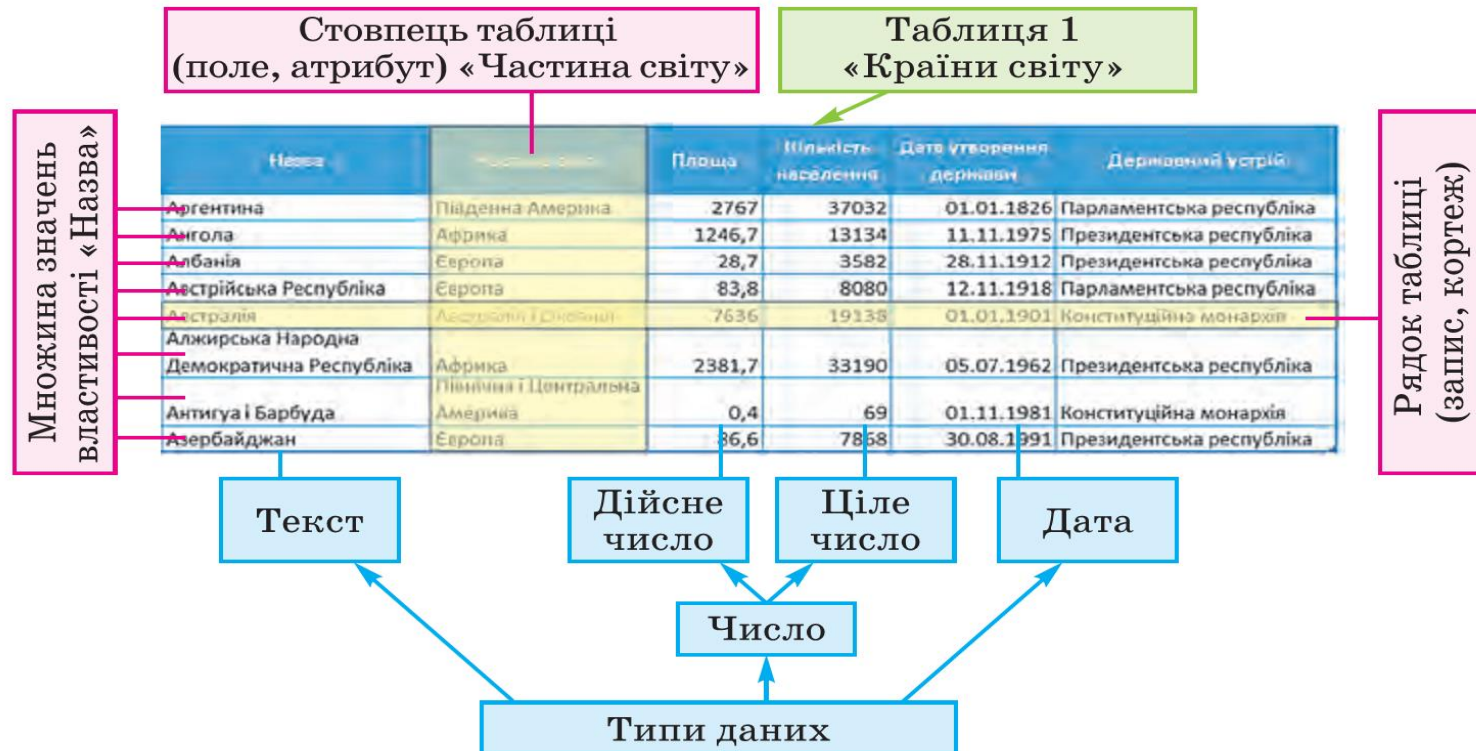 Стовпець таблиці
(поле, атрибут) «Частина світу»
Таблиця 1
«Країни світу»
Множина значень
властивості «Назва»
Назва Площа Кількість населення Дата утворення держави Державний устрій
Аргентина Південна Америка 2767 37032 01.01.1826 Парламентська республіка
Ангола Африка 1246,7 13134 11.11.1975 Президентська республіка
Албанія Європа 28,7 3582 28.11.1912 Президентська республіка
Австрійська Республіка Європа 83,8 8080 12.11.1918 Парламентська республіка
Австралія Австралія і Океанія 7636 19138 01.01.1901 Конституційна монархія
Алжирська Народна
Демократична Республіка Африка 2381,7 33190 05.07.1962 Президентська республіка
Північна і Центральна
Антигуа і Барбуда Америка 0,4 69 01.11.1981 Конституційна монархія
Азербайджан Європа 86,6 7868 30.08.1991 Президентська республіка
Рядок таблиці
(запис, кортеж)
Текст
Дійсне
число
Ціле
число
Дата
Число
Типи даних